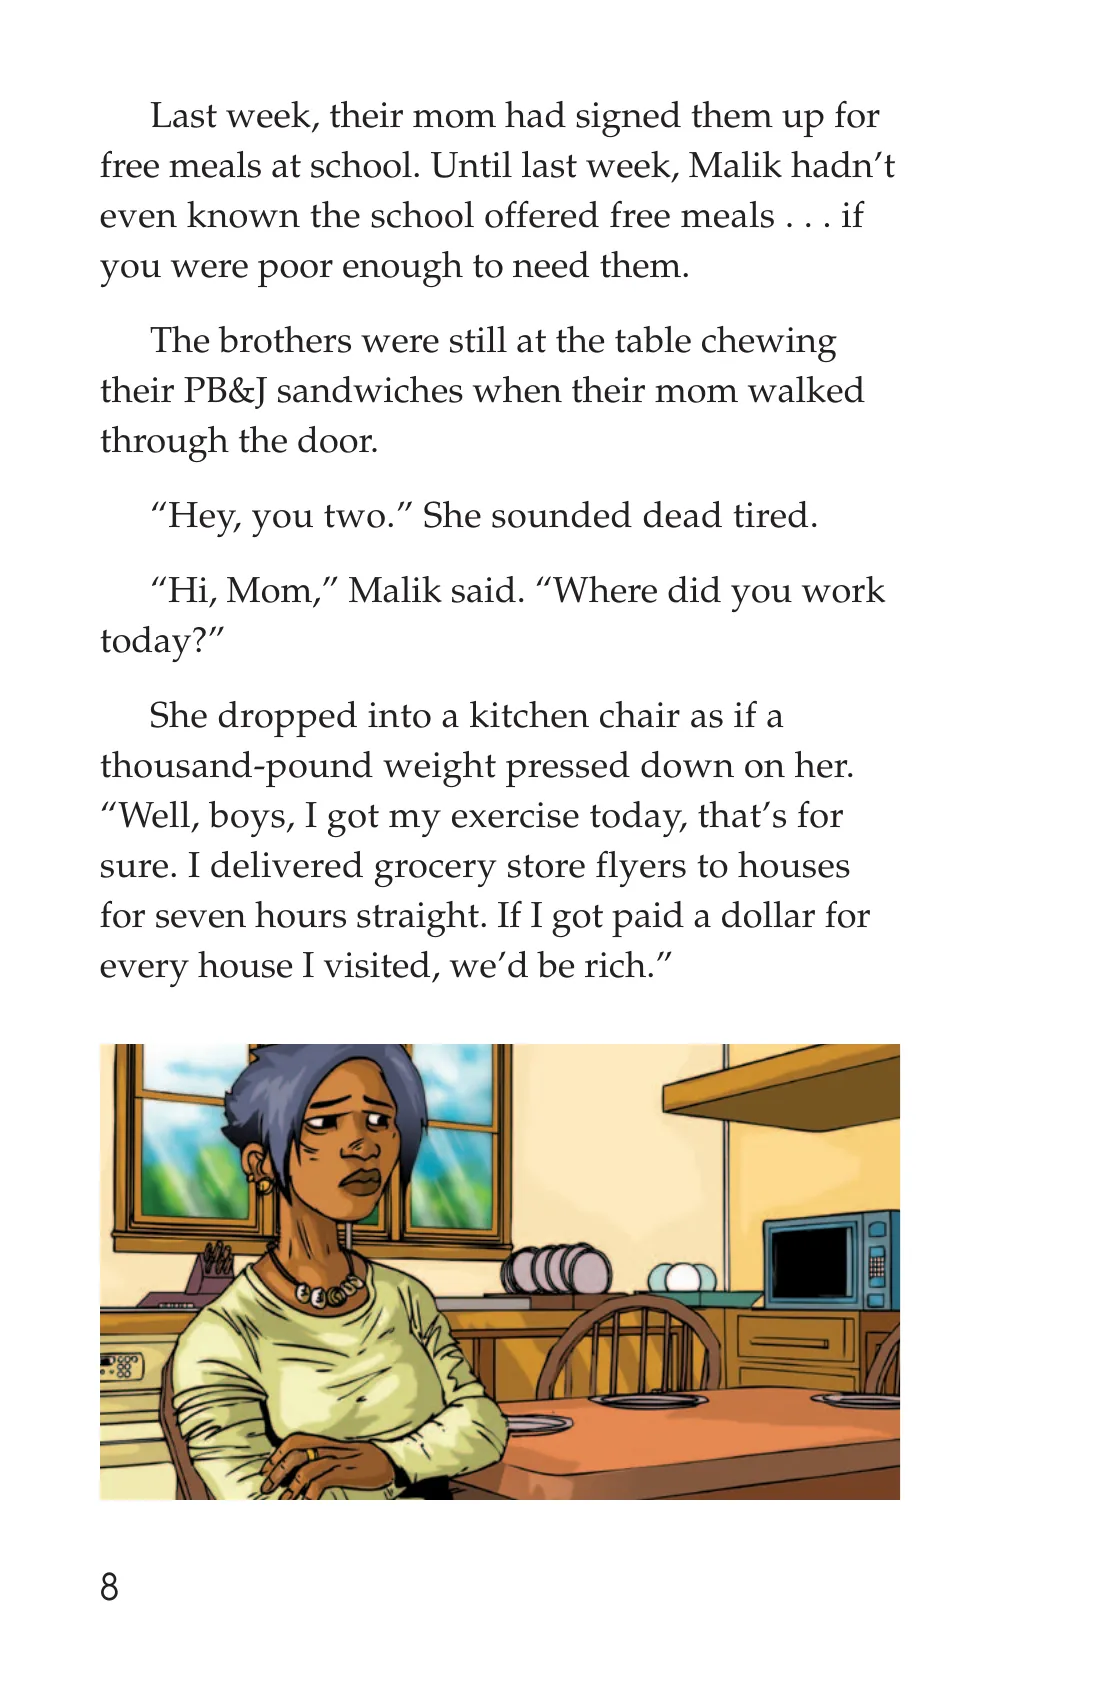 Last week, their mom had signed them up for
free meals at school. Until last week, Malik hadn’t
even known the school offered free meals . . . if
you were poor enough to need them.
The brothers were still at the table chewing
their PB&J sandwiches when their mom walked
through the door.
“Hey, you two.” She sounded dead tired.
“Hi, Mom,” Malik said. “Where did you work
today?”
She dropped into a kitchen chair as if a
thousand-pound weight pressed down on her.
“Well, boys, I got my exercise today, that’s for
sure. I delivered grocery store flyers to houses
for seven hours straight. If I got paid a dollar for
every house I visited, we’d be rich.”
8